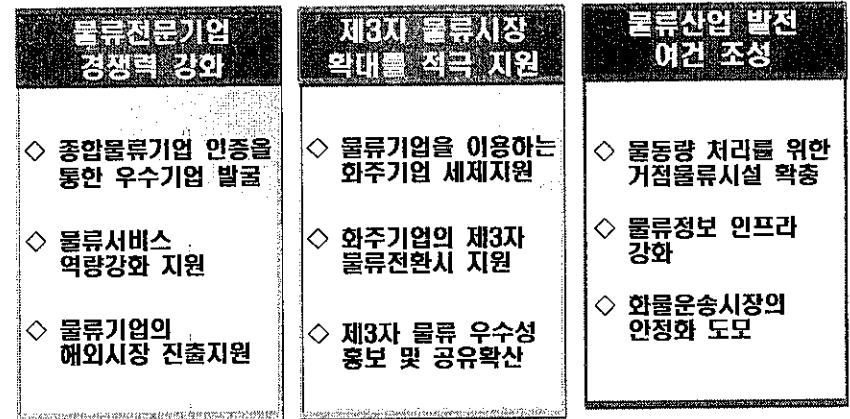 물류전문기업
경쟁력 강화
◇ 종합물류기업 인증을
통한 우수기업 발굴
◇ 물류서비스
역량강화 지원
◇ 물류기업의
해외시장 진출지원
제3자 물류시장
확대를 적극 지원
◇ 물류기업을 이용하는
화주기업 세제지원
◇ 화주기업의 제3자
물류전환시 지원
◇ 제3자 물류 우수성
홍보 및 공유확산
물류산업 발전
여건 조성
◇ 물동량 처리를 위한
거점물류시설 확충
◇ 물류정보 인프라
강화
◇ 화물운송시장의
안정화 도모